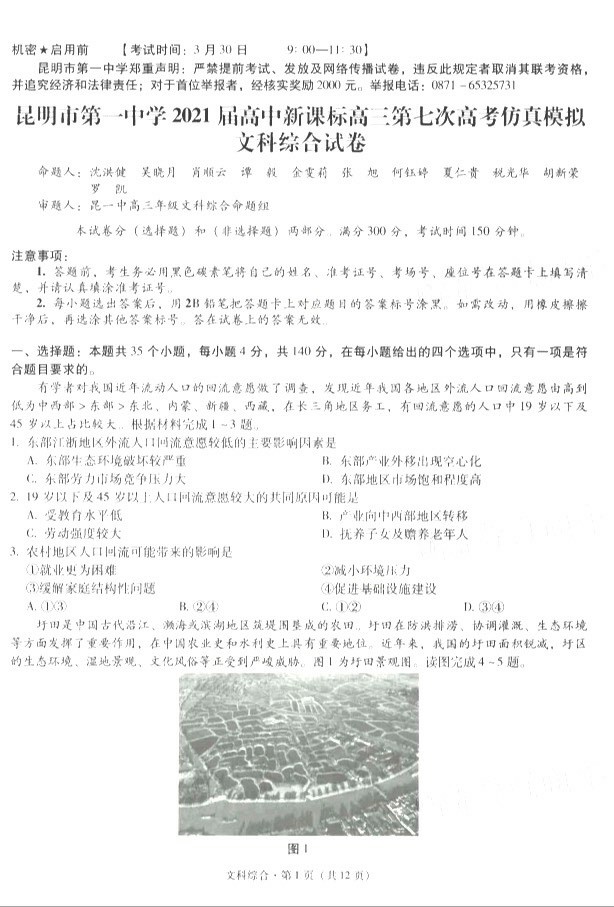 机密★启用前 【考试时间：3月30日 9:00—11:30】
昆明市第一中学郑重声明：严禁提前考试、发放及网络传播试卷，违反此规定者取消其联考资格，
并追究经济和法律责任；对于首位举报者，经核实奖励2000元。举报电话：0871-65325731
昆明市第一中学2021届高中新课标高三第七次高考仿真模拟
文科综合试卷
命题人：沈洪健 吴晓月 肖顺云 谭毅 金雯莉 张旭 何钰婷 夏仁贵 税光华 胡新荣
罗凯
审题人：昆一中高三年级文科综合命题组
本试卷分（选择题）和（非选择题）两部分。满分300分，考试时间150分钟。
注意事项：
1. 答题前，考生务必用黑色碳素笔将自己的姓名、准考证号、考场号、座位号在答题卡上填写清
楚，并请认真填涂准考证号。
2. 每小题选出答案后，用2B铅笔把答题卡上对应题目的答案标号涂黑。如需改动，用橡皮擦擦
干净后，再选涂其他答案标号。答在试卷上的答案无效。
一、选择题：本题共35个小题，每小题4分，共140分，在每小题给出的四个选项中，只有一项是符
合题目要求的。
有学者对我国近年流动人口的回流意愿做了调查，发现近年我国各地区外流人口回流意愿由高到
低为中西部＞东部＞东北、内蒙、新疆、西藏，在长三角地区务工，有回流意愿的人口中19岁以下及
45岁以上占比较大。根据材料完成1~3题。
1. 东部江浙地区外流人口回流意愿较低的主要影响因素是
A. 东部生态环境破坏较严重 B. 东部产业外移出现空心化
C. 东部劳力市场竞争压力大 D. 东部地区市场饱和程度高
2. 19岁以下及45岁以上人口回流意愿较大的共同原因可能是
A. 受教育水平低 B. 产业向中西部地区转移
C. 劳动强度较大 D. 抚养子女及赡养老年人
3. 农村地区人口回流可能带来的影响是
①就业更为困难 ②减小环境压力
③缓解家庭结构性问题 ④促进基础设施建设
A. ①③ B. ②④ C. ①② D. ③④
圩田是中国古代沿江、濒海或滨湖地区筑堤围垦成的农田。圩田在防洪排涝、协调灌溉、生态环境
等方面发挥了重要作用，在中国农业史和水利史上具有重要地位。近年来，我国的圩田面积锐减，圩区
的生态环境、湿地景观、文化风俗等正受到严峻威胁。图1为圩田景观图。读图完成4~5题。
图1
文科综合·第1页（共12页）